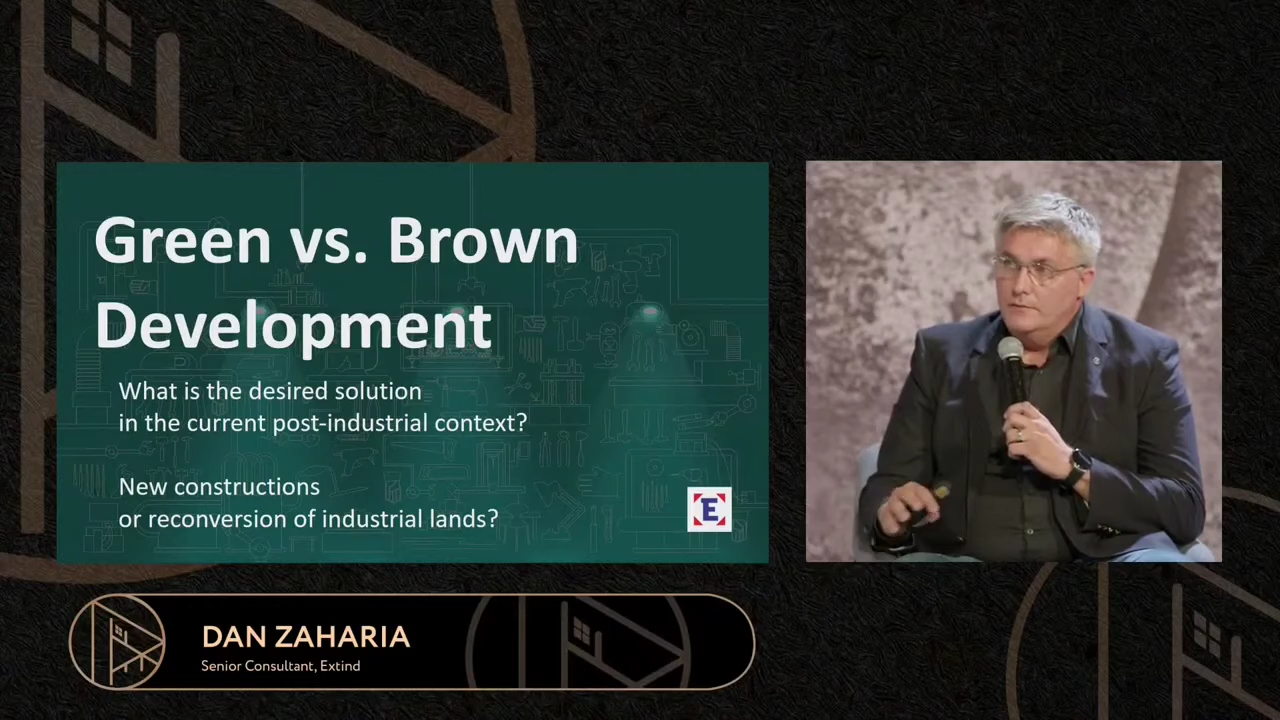 Green vs. Brown
Development
What is the desired solution
in the current post-industrial context?
New constructions
or reconversion of industrial lands?
E
DAN ZAHARIA
Senior Consultant, Extind